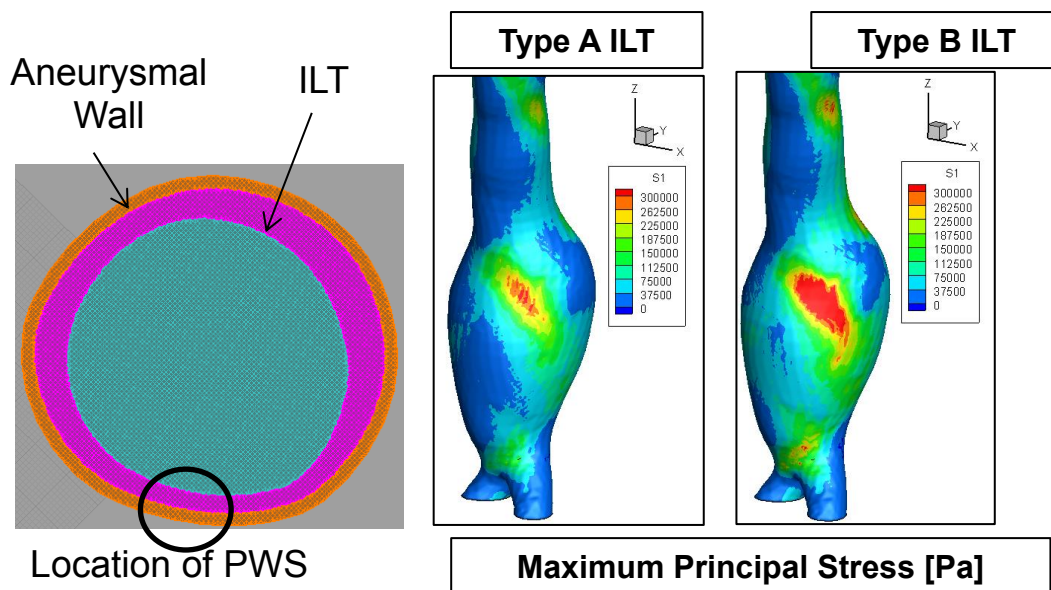 Aneurysmal
Wall
ILT
Location of PWS
Type A ILT
Z
Y
X
S1
300000
262500
225000
187500
150000
112500
75000
37500
0
Type B ILT
Z
Y
X
S1
300000
262500
225000
187500
150000
112500
75000
37500
0
Maximum Principal Stress [Pa]